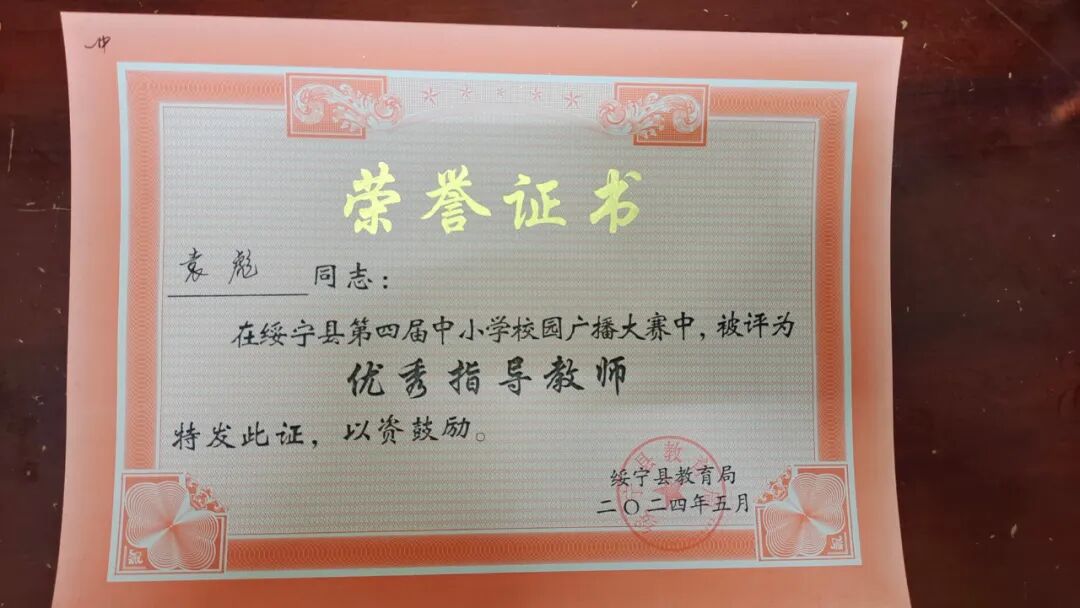 中
荣誉证书
袁彪 同志：
在绥宁县第四届中小学校园广播大赛中，被评为
优秀指导教师
特发此证，以资鼓励。
绥宁县教育局
二〇二四年五月